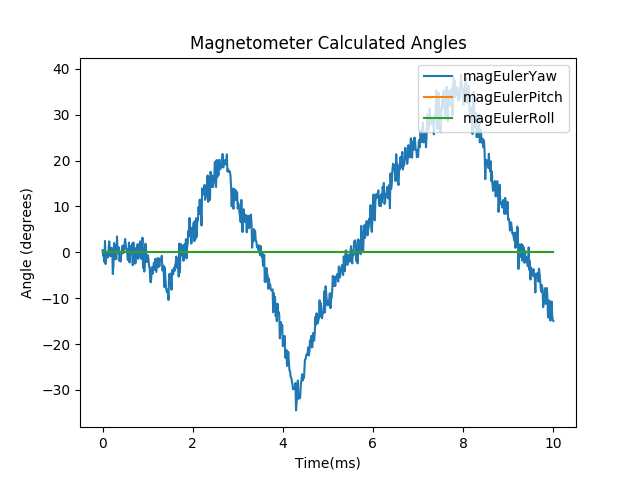 Magnetometer Calculated Angles
magEulerYaw
magEulerPitch
magEulerRoll
40
30
20
10
0
−10
−20
−30
Angle (degrees)
0 2 4 6 8 10
Time(ms)